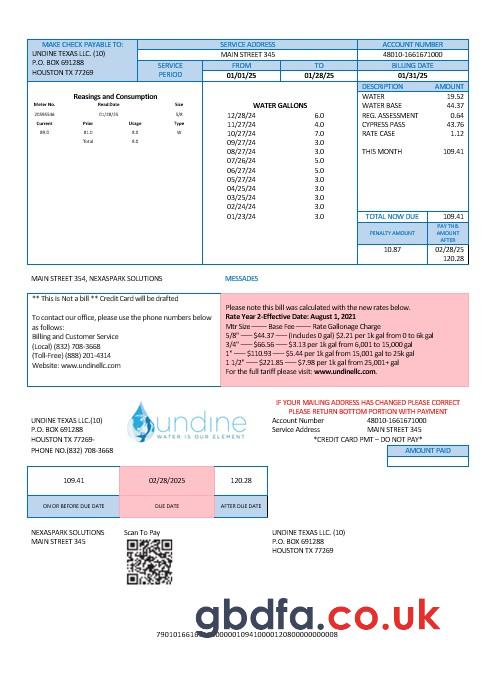 MAKE CHECK PAYABLE TO:
UNDINE TEXAS LLC. (10)
P.O. BOX 691288
HOUSTON TX 77269
SERVICE ADDRESS
MAIN STREET 345
SERVICE PERIOD
FROM
TO
01/01/25
01/28/25
ACCOUNT NUMBER
48010-1661671000
BILLING DATE
01/31/25
Reasings and Consumption
Meter No. Read Date Size
20595546 01/28/25 5/8
Current Prior Usage Type
89.0 81.0 9.0 W
Total 9.0
WATER GALLONS
12/28/24 6.0
11/27/24 4.0
10/27/24 7.0
09/27/24 3.0
08/27/24 3.0
07/26/24 5.0
06/27/24 5.0
05/27/24 3.0
04/25/24 3.0
03/25/24 3.0
02/24/24 3.0
01/23/24 3.0
DESCRIPTION AMOUNT
WATER 19.52
WATER BASE 44.37
REG. ASSESSMENT 0.64
CYPRESS PASS 43.76
RATE CASE 1.12
THIS MONTH 109.41
TOTAL NOW DUE 109.41
PENALTY AMOUNT
PAY THIS
AMOUNT
AFTER
10.87
02/28/25
120.28
MAIN STREET 354, NEXASPARK SOLUTIONS
MESSADES
** This is Not a bill ** Credit Card will be drafted
To contact our office, please use the phone numbers below
as follows:
Billing and Customer Service
(Local) (832) 708-3668
(Toll-Free) (888) 201-4314
Website: www.undinellc.com
Please note this bill was calculated with the new rates below.
Rate Year 2-Effective Date: August 1, 2021
Mtr Size —— Base Fee —— Rate Gallonage Charge
5/8" —— $44.37 —— (includes 0 gal) $2.21 per 1k gal from 0 to 6k gal
3/4" —— $66.56 —— $3.13 per 1k gal from 6,001 to 15,000 gal
1" —— $110.93 —— $5.44 per 1k gal from 15,001 gal to 25k gal
1 1/2" —— $221.85 —— $7.98 per 1k gal from 25,001+ gal
For the full tariff please visit: www.undinellc.com.
UNDINE TEXAS LLC.(10)
P.O. BOX 691288
HOUSTON TX 77269-
PHONE NO.(832) 708-3668
undine
WATER IS OUR ELEMENT
IF YOUR MAILING ADDRESS HAS CHANGED PLEASE CORRECT
PLEASE RETURN BOTTOM PORTION WITH PAYMENT
Account Number 48010-1661671000
Service Address MAIN STREET 345
*CREDIT CARD PMT – DO NOT PAY*
AMOUNT PAID
109.41 02/28/2025 120.28
ON OR BEFORE DUE DATE DUE DATE AFTER DUE DATE
NEXASPARK SOLUTIONS
MAIN STREET 345
Scan To Pay
UNDINE TEXAS LLC. (10)
P.O. BOX 691288
HOUSTON TX 77269
gbdfa.co.uk